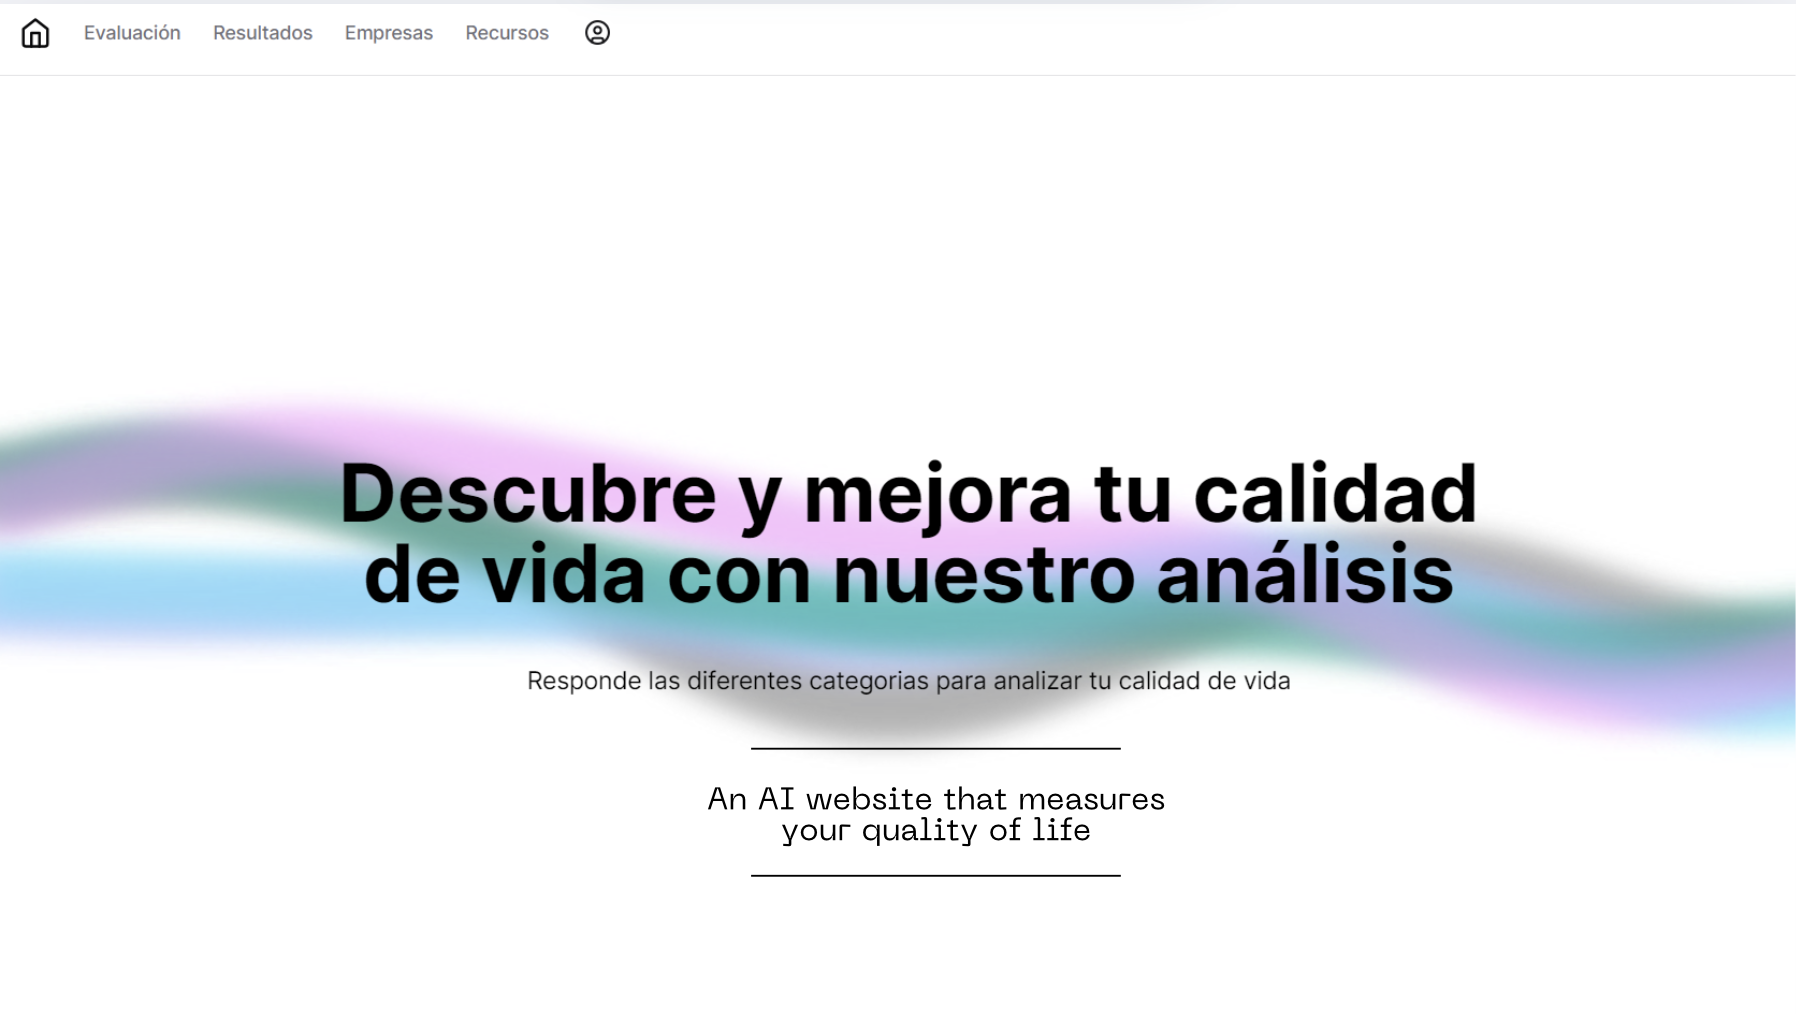 Evaluación Resultados Empresas Recursos
Descubre y mejora tu calidad
de vida con nuestro análisis
Responde las diferentes categorias para analizar tu calidad de vida
An AI website that measures
your quality of life